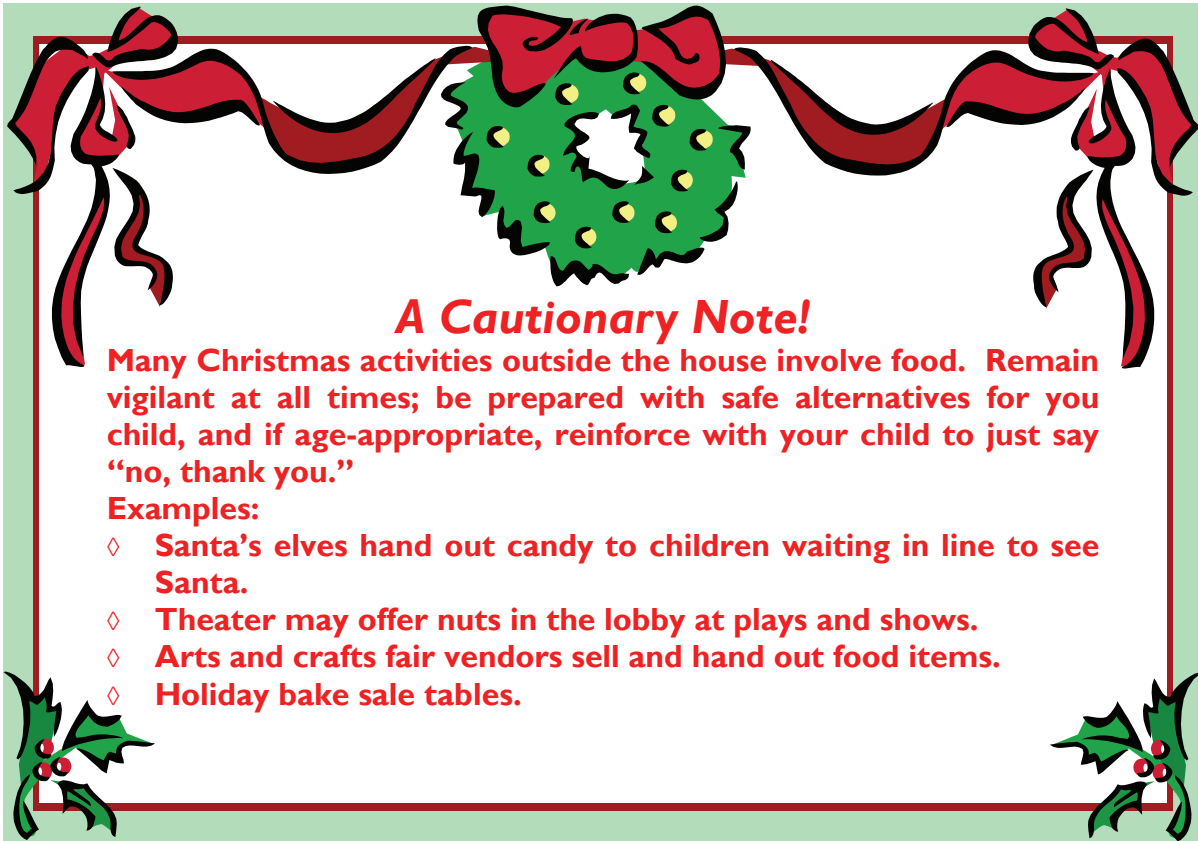 A Cautionary Note!
Many Christmas activities outside the house involve food.  Remain
vigilant at all times; be prepared with safe alternatives for you
child, and if age-appropriate, reinforce with your child to just say
“no, thank you.”
Examples:
◊ Santa’s elves hand out candy to children waiting in line to see
Santa.
◊ Theater may offer nuts in the lobby at plays and shows.
◊ Arts and crafts fair vendors sell and hand out food items.
◊ Holiday bake sale tables.